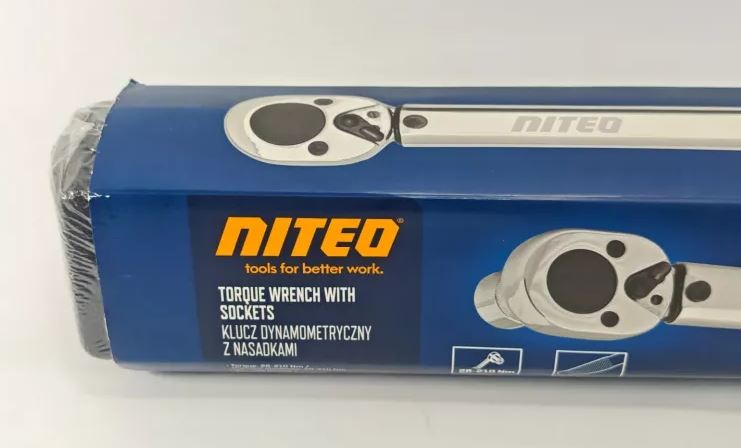 NITEO
NITEO®
tools for better work.
TORQUE WRENCH WITH
SOCKETS
KLUCZ DYNAMOMETRYCZNY
Z NASADKAMI
28-210 Nm